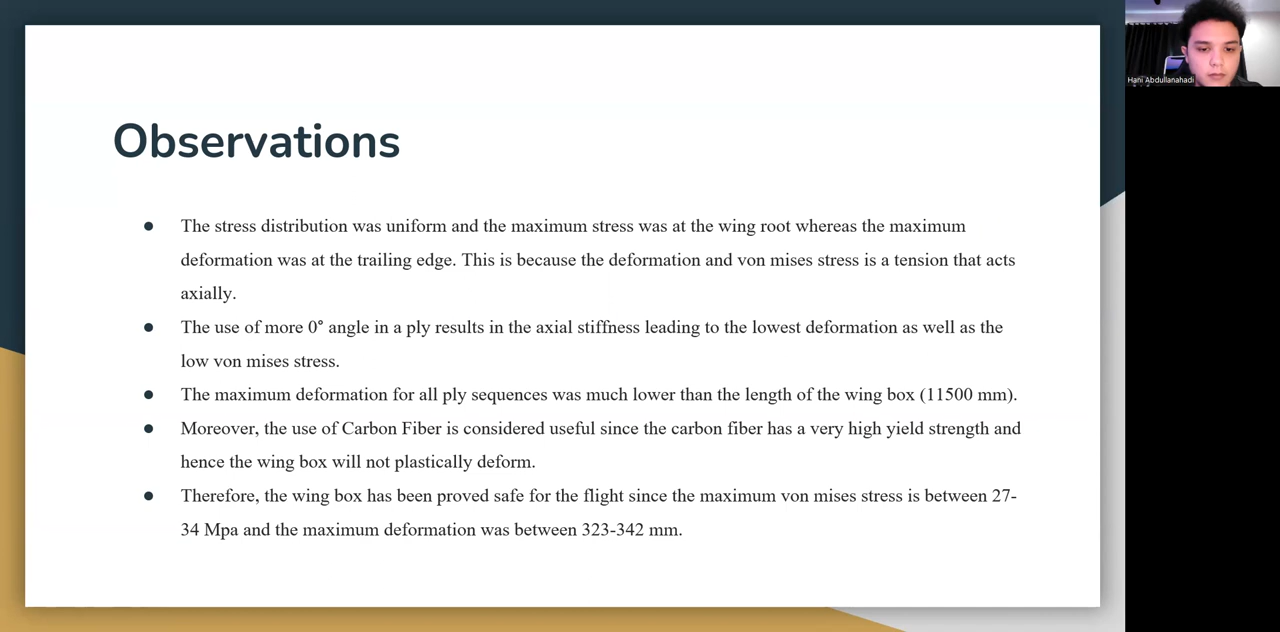 Observations
The stress distribution was uniform and the maximum stress was at the wing root whereas the maximum
deformation was at the trailing edge. This is because the deformation and von mises stress is a tension that acts
axially.
The use of more 0° angle in a ply results in the axial stiffness leading to the lowest deformation as well as the
low von mises stress.
The maximum deformation for all ply sequences was much lower than the length of the wing box (11500 mm).
Moreover, the use of Carbon Fiber is considered useful since the carbon fiber has a very high yield strength and
hence the wing box will not plastically deform.
Therefore, the wing box has been proved safe for the flight since the maximum von mises stress is between 27-
34 Mpa and the maximum deformation was between 323-342 mm.
Hani Abdullanahadi